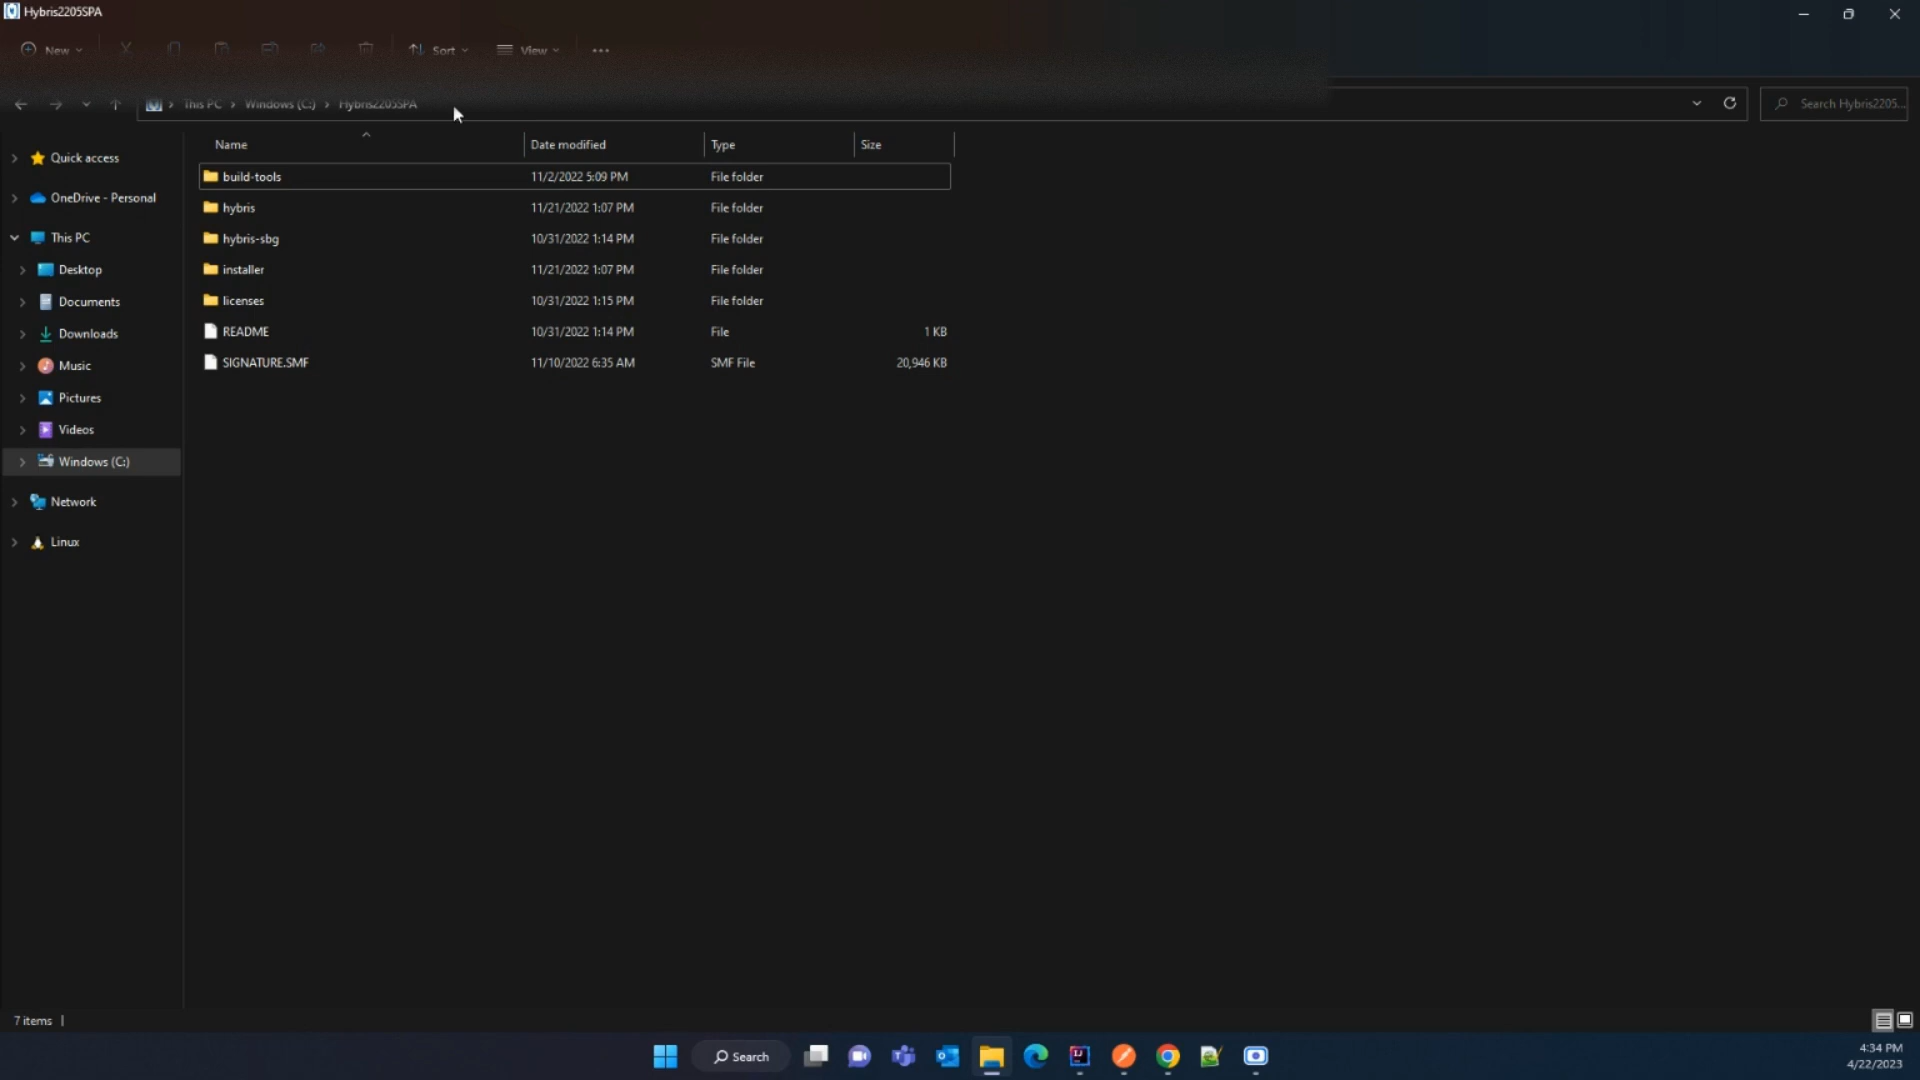 Hybris2205SPA
New Sort View
This PC > Windows (C:) > Hybris2205SPA Search Hybris2205...
Name Date modified Type Size
Quick access
build-tools 11/2/2022 5:09 PM File folder
OneDrive - Personal
hybris 11/21/2022 1:07 PM File folder
This PC
hybris-sbg 10/31/2022 1:14 PM File folder
Desktop
installer 11/21/2022 1:07 PM File folder
Documents
licenses 10/31/2022 1:15 PM File folder
Downloads
README 10/31/2022 1:14 PM File 1 KB
Music
SIGNATURE.SMF 11/10/2022 6:35 AM SMF File 20,946 KB
Pictures
Videos
Windows (C:)
Network
Linux
7 items
Search
4:34 PM
4/22/2023